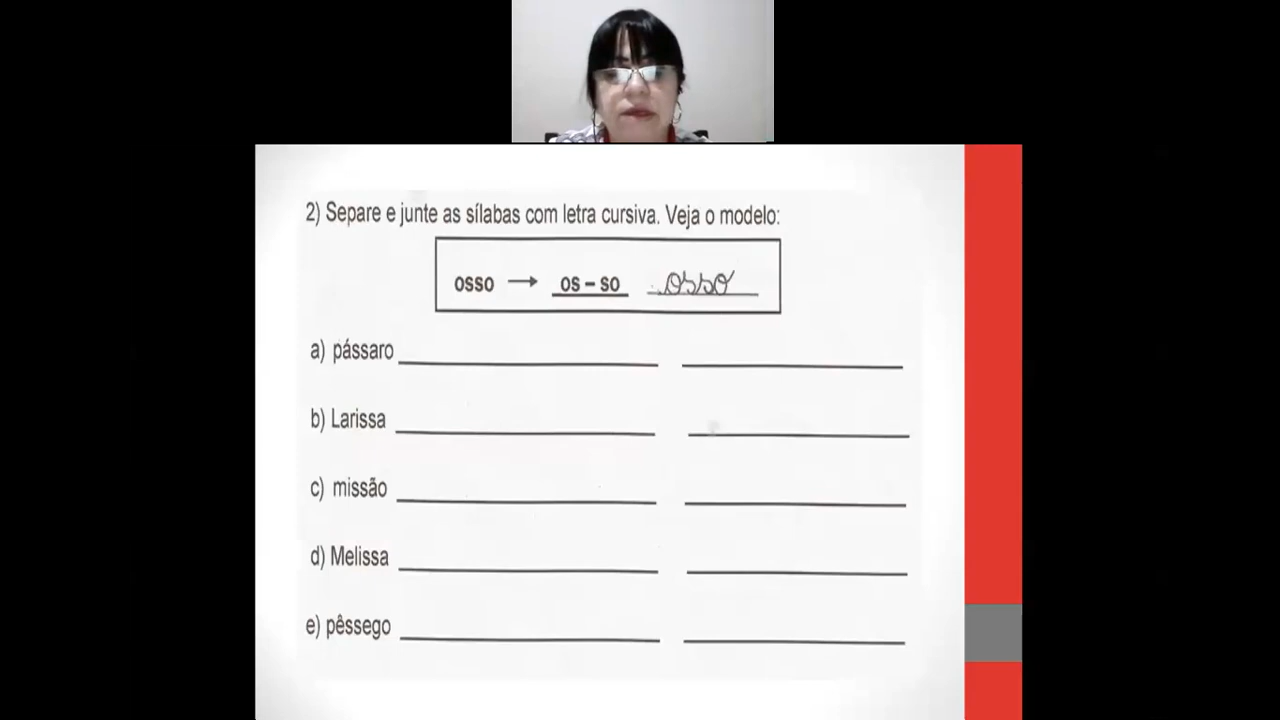 2) Separe e junte as sílabas com letra cursiva. Veja o modelo:
osso → os – so osso
a) pássaro
b) Larissa
c) missão
d) Melissa
e) pêssego